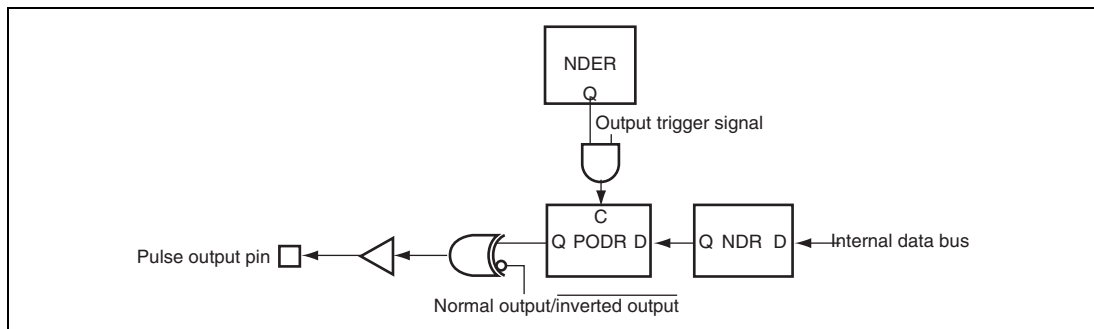 NDER
Q
Output trigger signal
C
Q PODR D
Q NDR D
Internal data bus
Pulse output pin
Normal output/inverted output